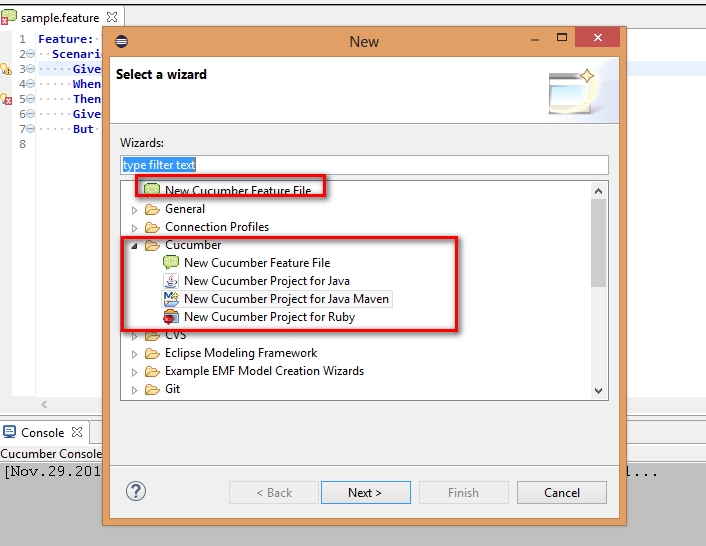 sample.feature
New
1 Feature:
2 Scenari
3 Give
4 When
5 Then
6 Give
7 But
8
Select a wizard
Wizards:
type filter text
New Cucumber Feature File
General
Connection Profiles
Cucumber
New Cucumber Feature File
New Cucumber Project for Java
New Cucumber Project for Java Maven
New Cucumber Project for Ruby
CVS
Eclipse Modeling Framework
Example EMF Model Creation Wizards
Git
Console
Cucumber Console
[Nov.29.201 ...
? < Back Next > Finish Cancel